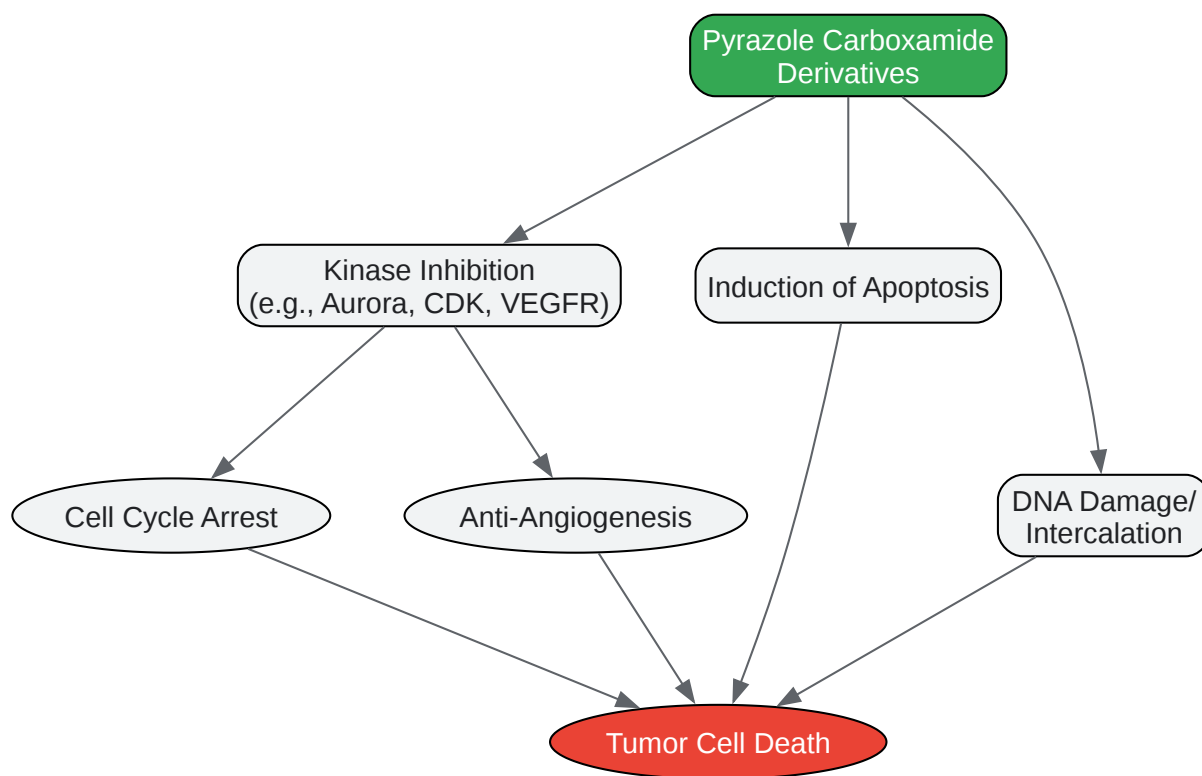 Pyrazole Carboxamide
Derivatives
Kinase Inhibition
(e.g., Aurora, CDK, VEGFR)
Induction of Apoptosis
Cell Cycle Arrest
Anti-Angiogenesis
DNA Damage/
Intercalation
Tumor Cell Death